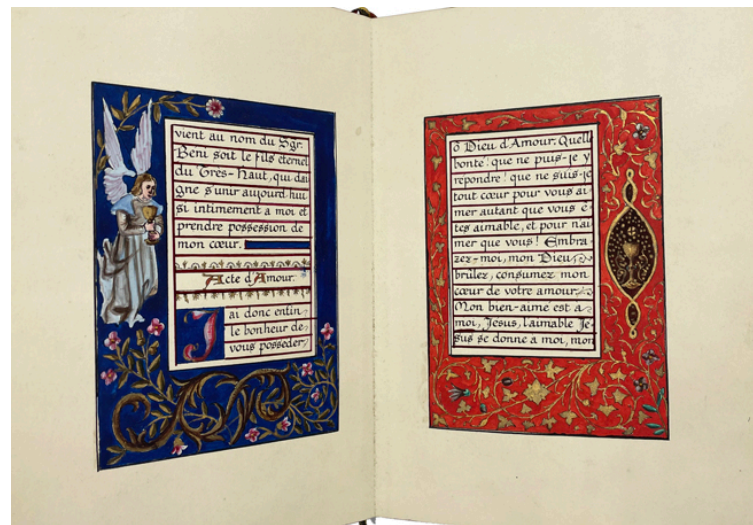 vient au nom du Sgr.
Beni soit le fils éternel
du Très-Haut, qui dai
gne s'unir aujourd'hui
si intimement a moi et
prendre possession de
mon cœur.
Acte d'Amour.
J'ai donc enfin
le bonheur de
vous posseder,
ô Dieu d'Amour. Quelle
bonté! que ne puis-je y
répondre! que ne suis-je
tout cœur pour vous ai
mer autant que vous ê
tes aimable, et pour n'ai
mer que vous! Embra
zez-moi, mon Dieu,
brûlez, consumez mon
cœur de votre amour.
Mon bien-aimé est a
moi, Jesus, l'aimable Je
sus se donne a moi, mon